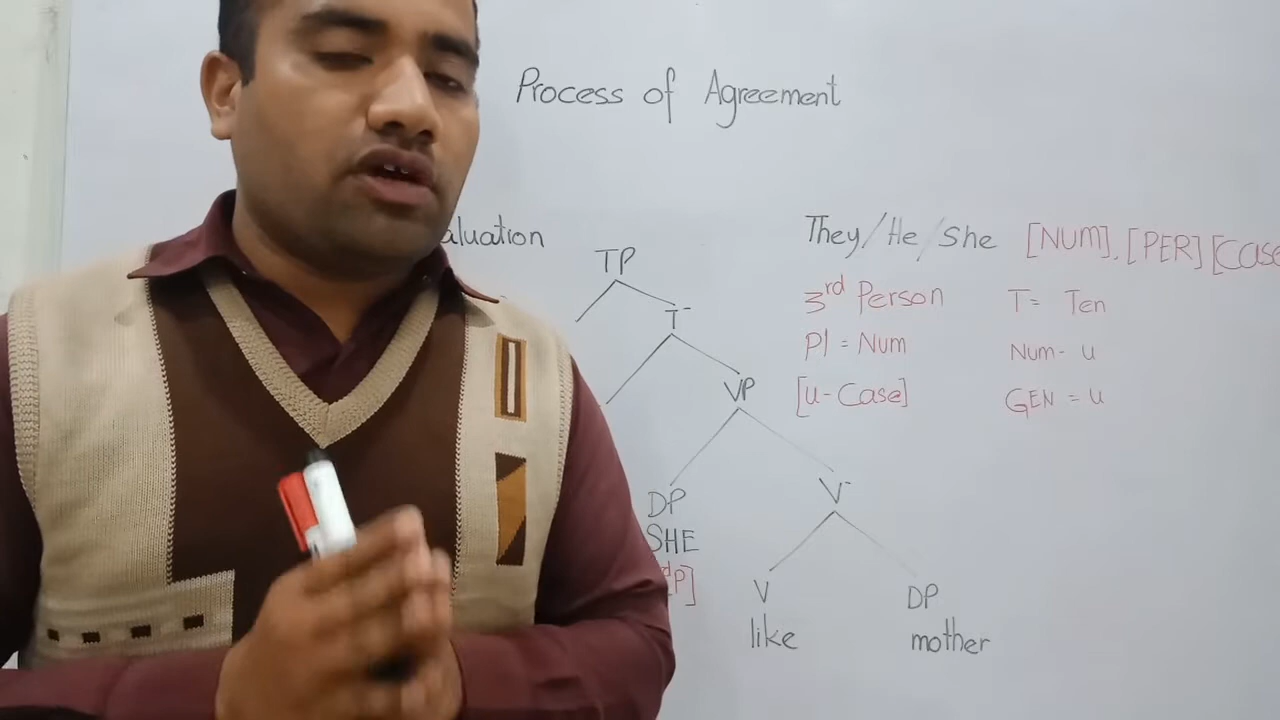 Process of Agreement
aluation
TP
T-
VP
DP
SHE
dP]
V-
V
like
DP
mother
They/He/She [NUM], [PER] [Case
3rd Person
Pl = Num
[u-Case]
T= Ten
Num- u
GEN = u